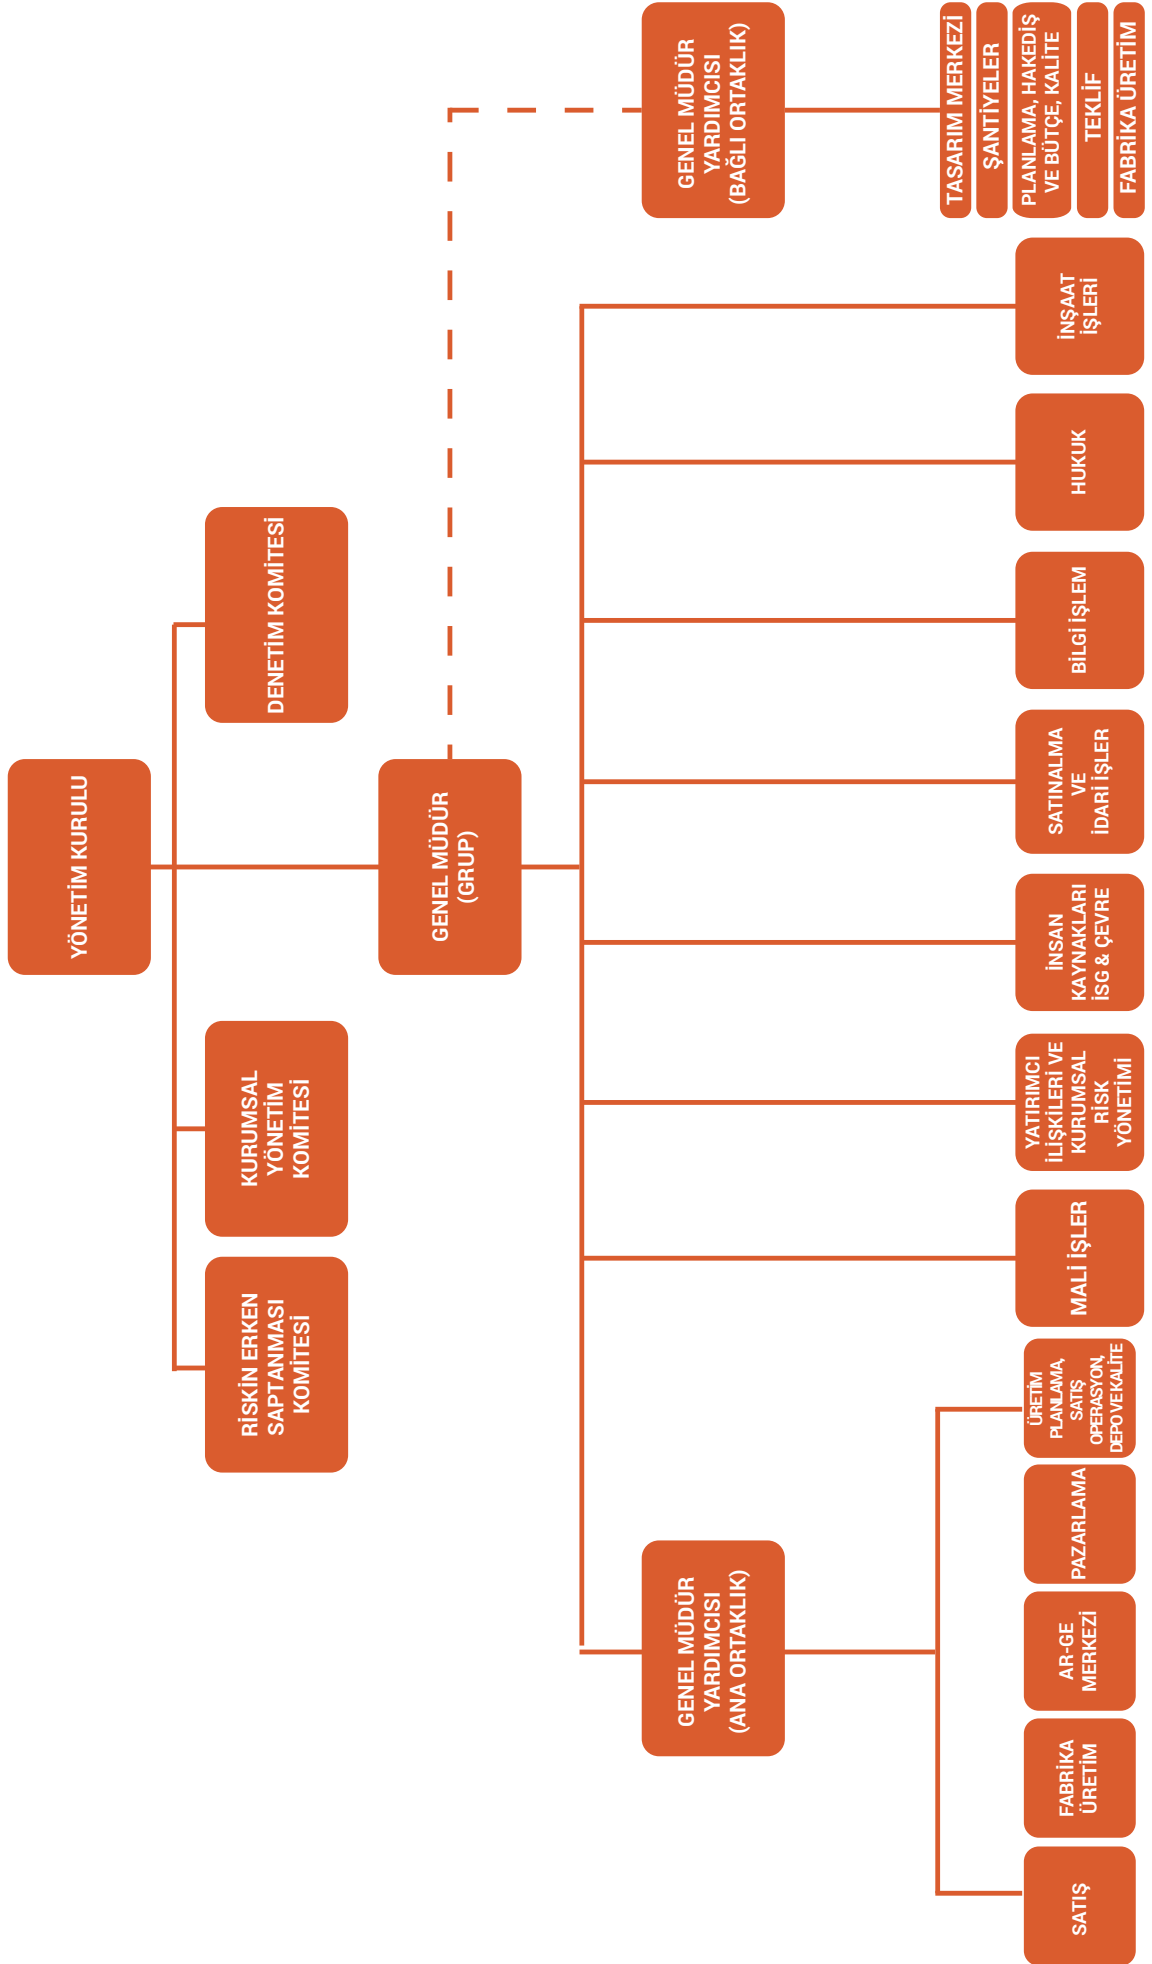 YÖNETİM KURULU
RİSKİN ERKEN
SAPTANMASI
KOMİTESİ
KURUMSAL
YÖNETİM
KOMİTESİ
DENETİM KOMİTESİ
GENEL MÜDÜR
(GRUP)
GENEL MÜDÜR
YARDIMCISI
(ANA ORTAKLIK)
GENEL MÜDÜR
YARDIMCISI
(BAĞLI ORTAKLIK)
SATIŞ
FABRİKA
ÜRETİM
AR-GE
MERKEZİ
PAZARLAMA
ÜRETİM
PLANLAMA,
SATIŞ
OPERASYON,
DEPO VE KALİTE
MALİ İŞLER
YATIRIMCI
İLİŞKİLERİ VE
KURUMSAL
RİSK
YÖNETİMİ
İNSAN
KAYNAKLARI
İSG & ÇEVRE
SATINALMA
VE
İDARİ İŞLER
BİLGİ İŞLEM
HUKUK
İNŞAAT
İŞLERİ
TASARIM MERKEZİ
ŞANTİYELER
PLANLAMA, HAKEDİŞ
VE BÜTÇE, KALİTE
TEKLİF
FABRİKA ÜRETİM